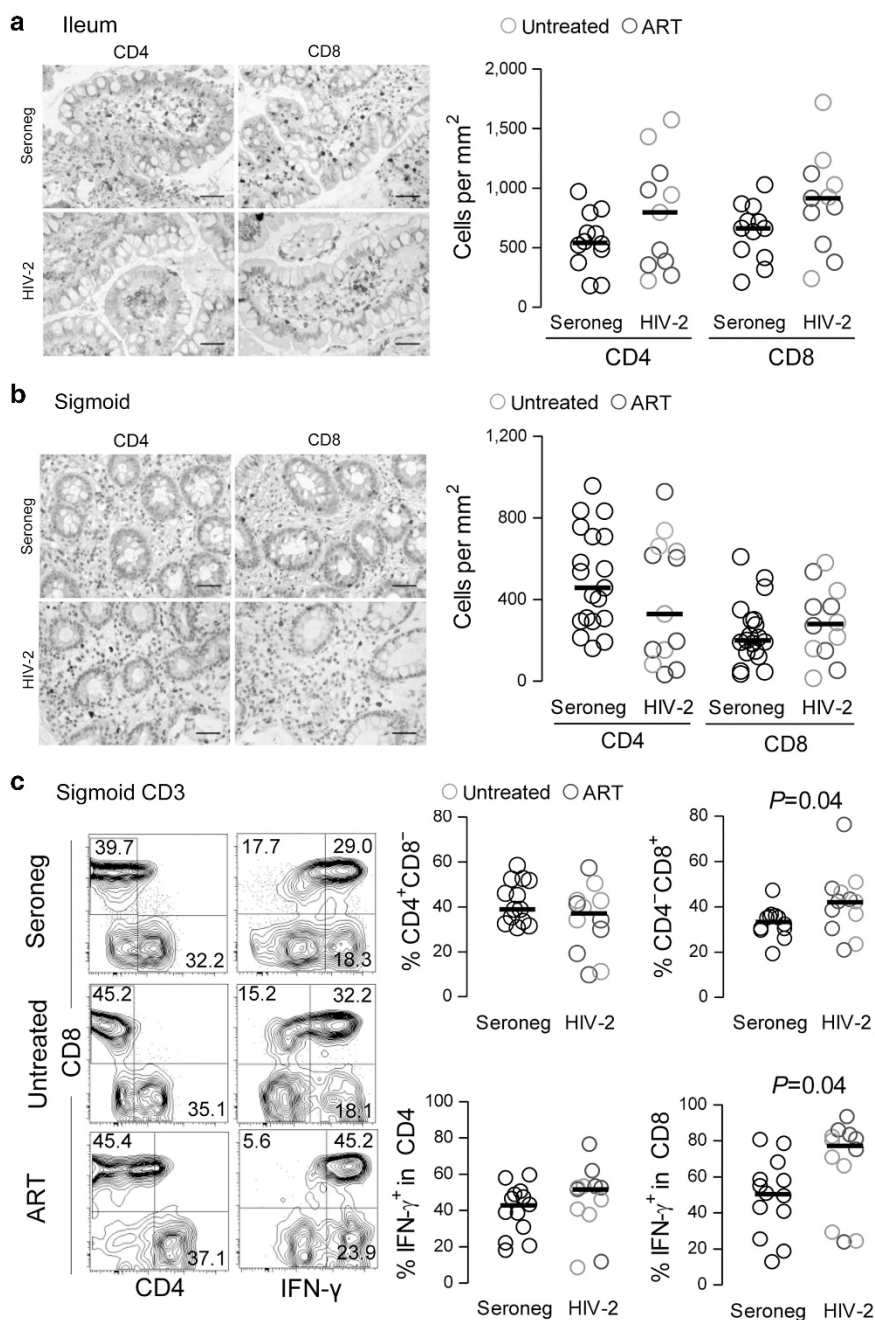 a Ileum
CD4 CD8
Seroneg
HIV-2
Untreated ART
2,000
1,500
1,000
500
0
Cells per mm2
Seroneg HIV-2 Seroneg HIV-2
CD4 CD8
b Sigmoid
CD4 CD8
Seroneg
HIV-2
Untreated ART
1,200
800
400
0
Cells per mm2
Seroneg HIV-2 Seroneg HIV-2
CD4 CD8
c Sigmoid CD3
Seroneg
Untreated
ART
CD8
39.7 17.7 29.0
32.2 18.3
45.2 15.2 32.2
35.1 18.1
45.4 5.6 45.2
37.1 23.9
CD4 IFN-γ
Untreated ART
80
60
40
20
0
% CD4+CD8−
Seroneg HIV-2
P=0.04
80
60
40
20
0
% CD4−CD8+
Seroneg HIV-2
100
80
60
40
20
0
% IFN-γ+ in CD4
Seroneg HIV-2
P=0.04
100
80
60
40
20
0
% IFN-γ+ in CD8
Seroneg HIV-2